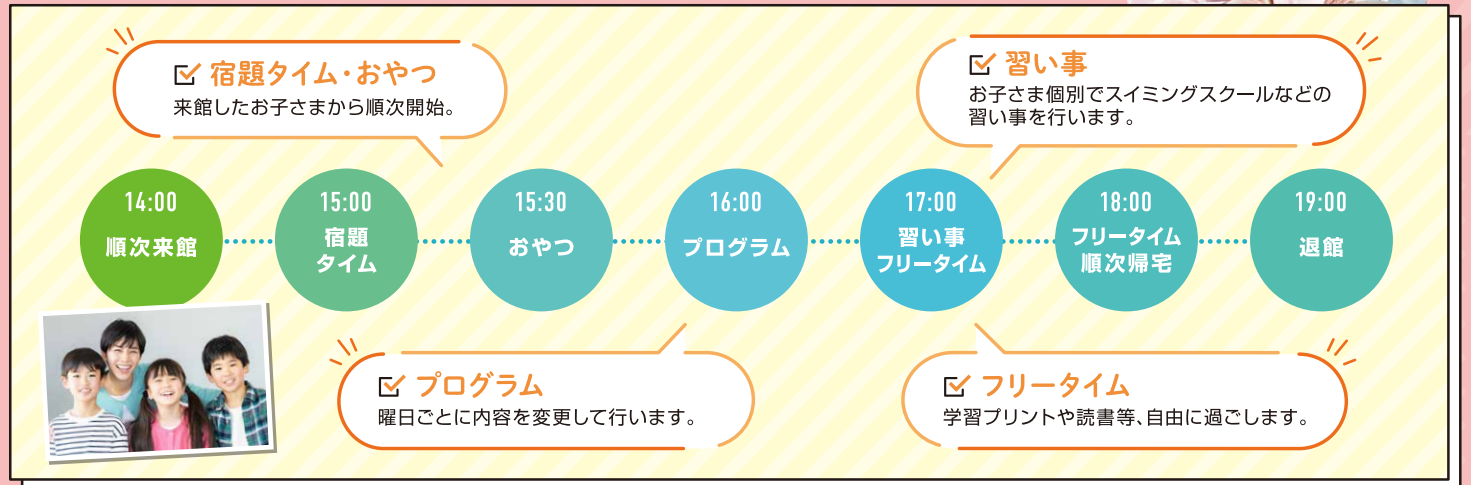 宿題タイム・おやつ
来館したお子さまから順次開始。
習い事
お子さま個別でスイミングスクールなどの
習い事を行います。
14:00
順次来館
15:00
宿題
タイム
15:30
おやつ
16:00
プログラム
17:00
習い事
フリータイム
18:00
フリータイム
順次帰宅
19:00
退館
プログラム
曜日ごとに内容を変更して行います。
フリータイム
学習プリントや読書等、自由に過ごします。